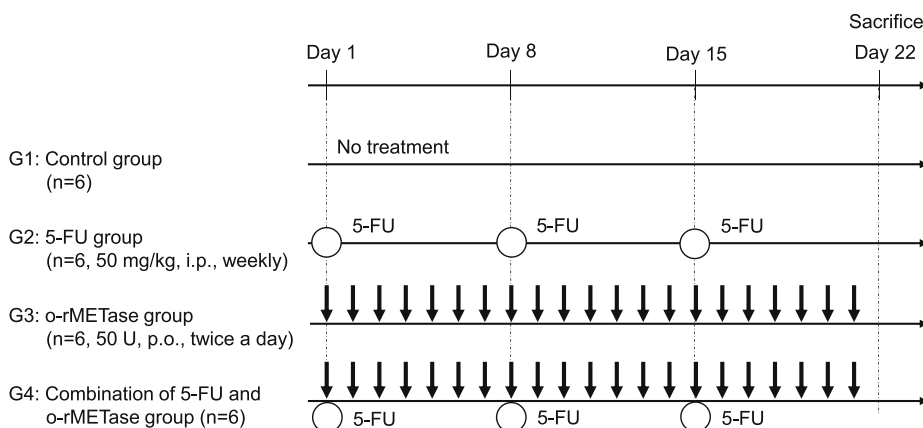 Sacrifice
Day 1 Day 8 Day 15 Day 22
G1: Control group
(n=6)
No treatment
G2: 5-FU group
(n=6, 50 mg/kg, i.p., weekly)
5-FU 5-FU 5-FU
G3: o-rMETase group
(n=6, 50 U, p.o., twice a day)
G4: Combination of 5-FU and
o-rMETase group (n=6)
5-FU 5-FU 5-FU